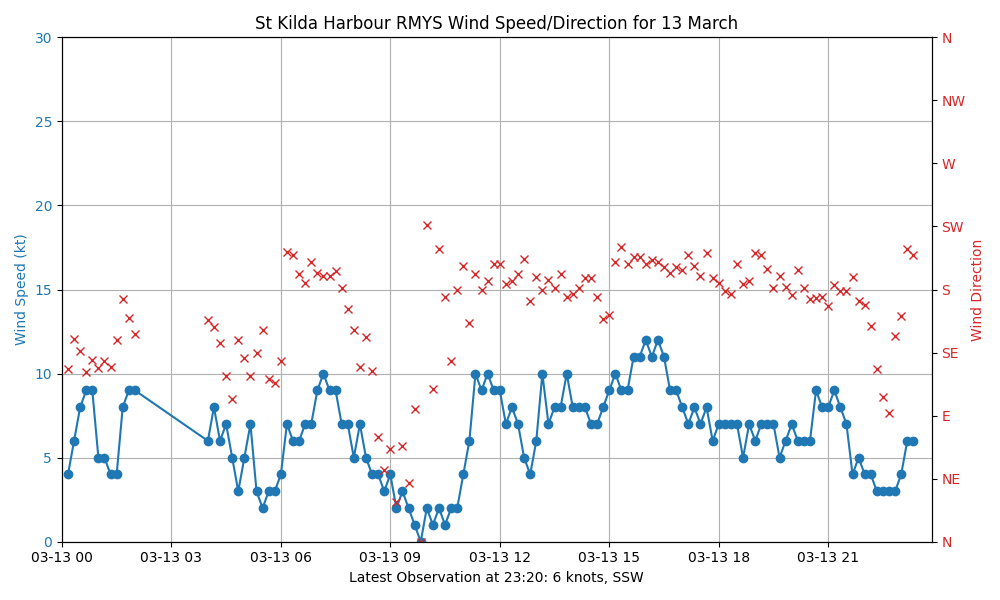 St Kilda Harbour RMYS Wind Speed/Direction for 13 March
30
25
20
15
10
5
0
Wind Speed (kt)
N
NW
W
SW
S
SE
E
NE
N
Wind Direction
03-13 00
03-13 03
03-13 06
03-13 09
03-13 12
03-13 15
03-13 18
03-13 21
Latest Observation at 23:20: 6 knots, SSW